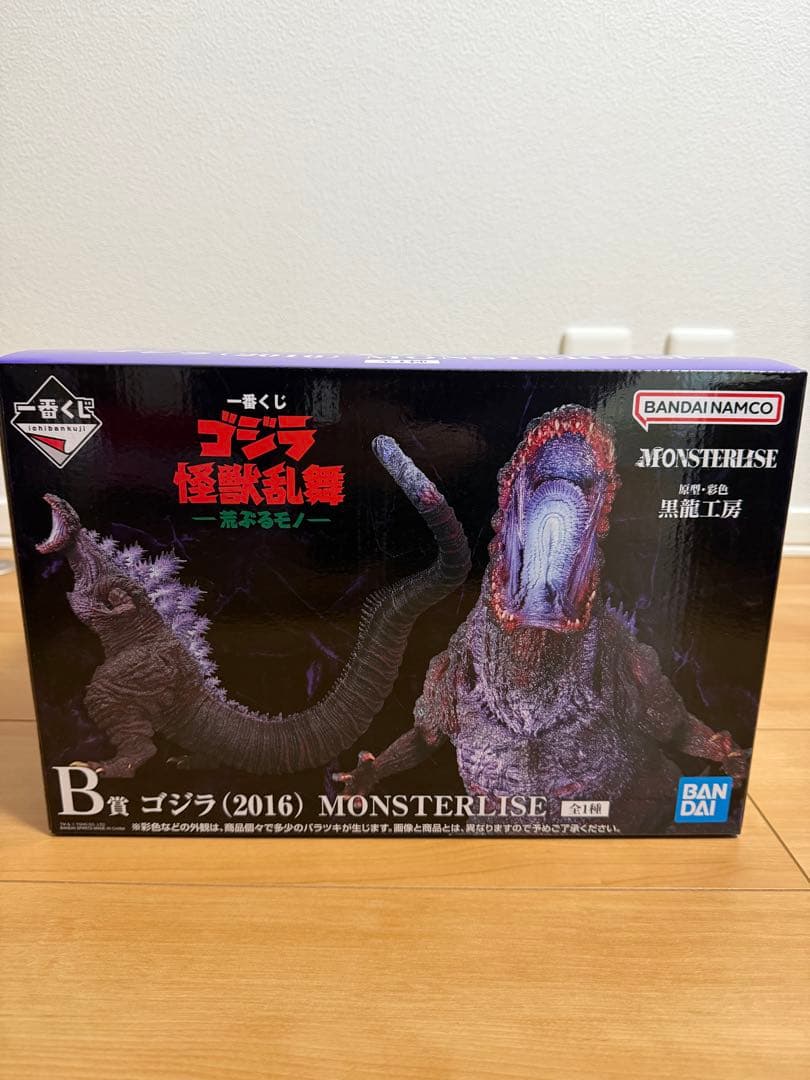 一番くじ
ichibankuji
一番くじ
ゴジラ
怪獣乱舞
―荒ぶるモノ―
BANDAI NAMCO
MONSTERLISE
原型・彩色
黒龍工房
B賞 ゴジラ(2016) MONSTERLISE 全1種
BAN
DAI
※彩色などの外観は、商品個々で多少のバラツキが生じます。画像と商品とは、異なりますので予めご了承ください。